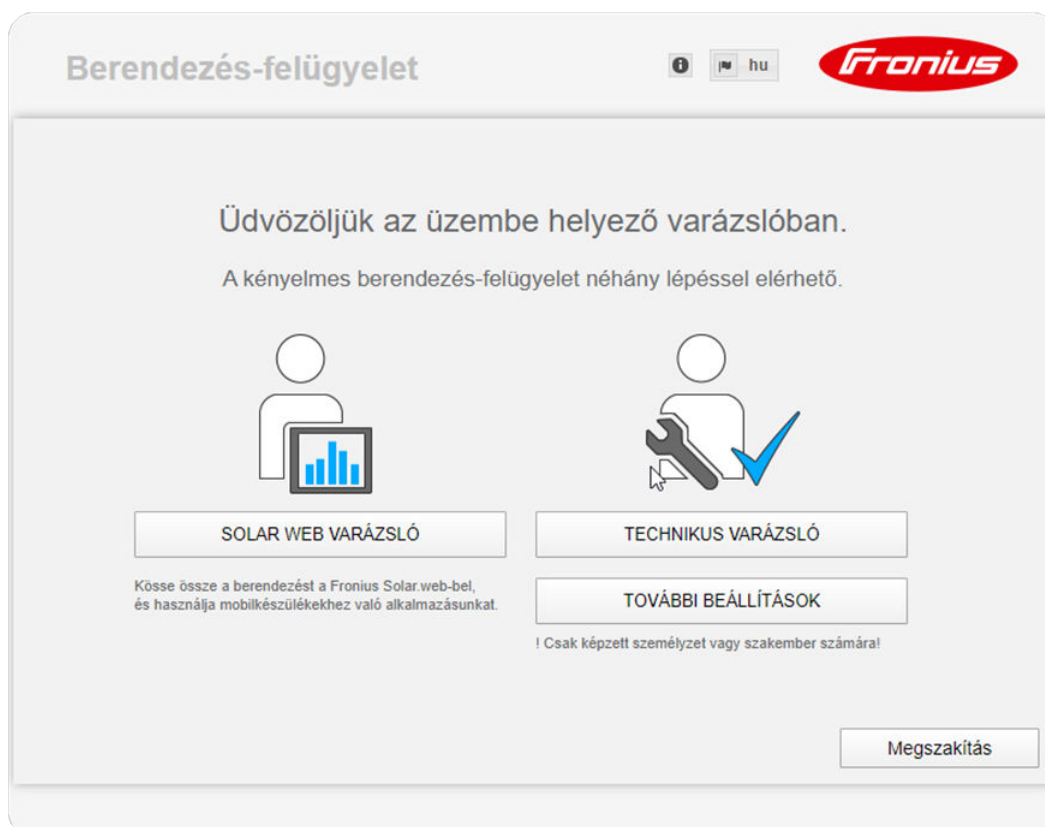 Berendezés-felügyelet
hu
Fronius
Üdvözöljük az üzembe helyező varázslóban.
A kényelmes berendezés-felügyelet néhány lépéssel elérhető.
SOLAR WEB VARÁZSLÓ
Kösse össze a berendezést a Fronius Solar.web-bel,
és használja mobilkészülékekhez való alkalmazásunkat.
TECHNIKUS VARÁZSLÓ
TOVÁBBI BEÁLLÍTÁSOK
! Csak képzett személyzet vagy szakember számára!
Megszakítás